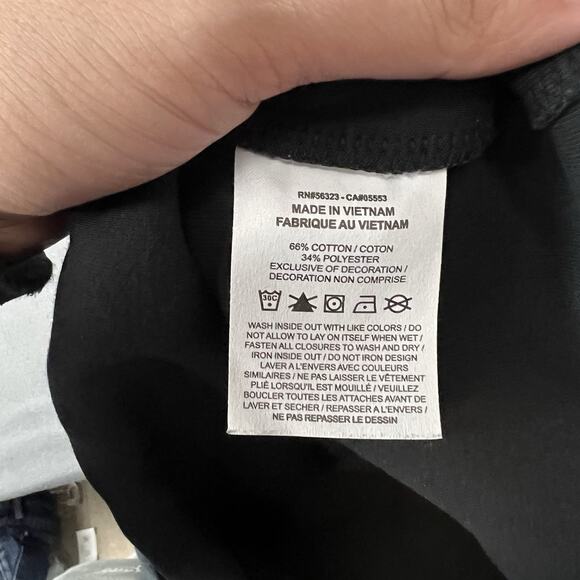 RN#56323 - CA#05553
MADE IN VIETNAM
FABRIQUE AU VIETNAM
66% COTTON / COTON
34% POLYESTER
EXCLUSIVE OF DECORATION /
DECORATION NON COMPRISE
30C
WASH INSIDE OUT WITH LIKE COLORS / DO
NOT ALLOW TO LAY ON ITSELF WHEN WET /
FASTEN ALL CLOSURES TO WASH AND DRY /
IRON INSIDE OUT / DO NOT IRON DESIGN
LAVER A L'ENVERS AVEC COULEURS
SIMILAIRES / NE PAS LAISSER LE VÊTEMENT
PLIÉ LORSQU'IL EST MOUILLÉ / VEUILLEZ
BOUCLER TOUTES LES ATTACHES AVANT DE
LAVER ET SECHER / REPASSER A L'ENVERS /
NE PAS REPASSER LE DESSIN